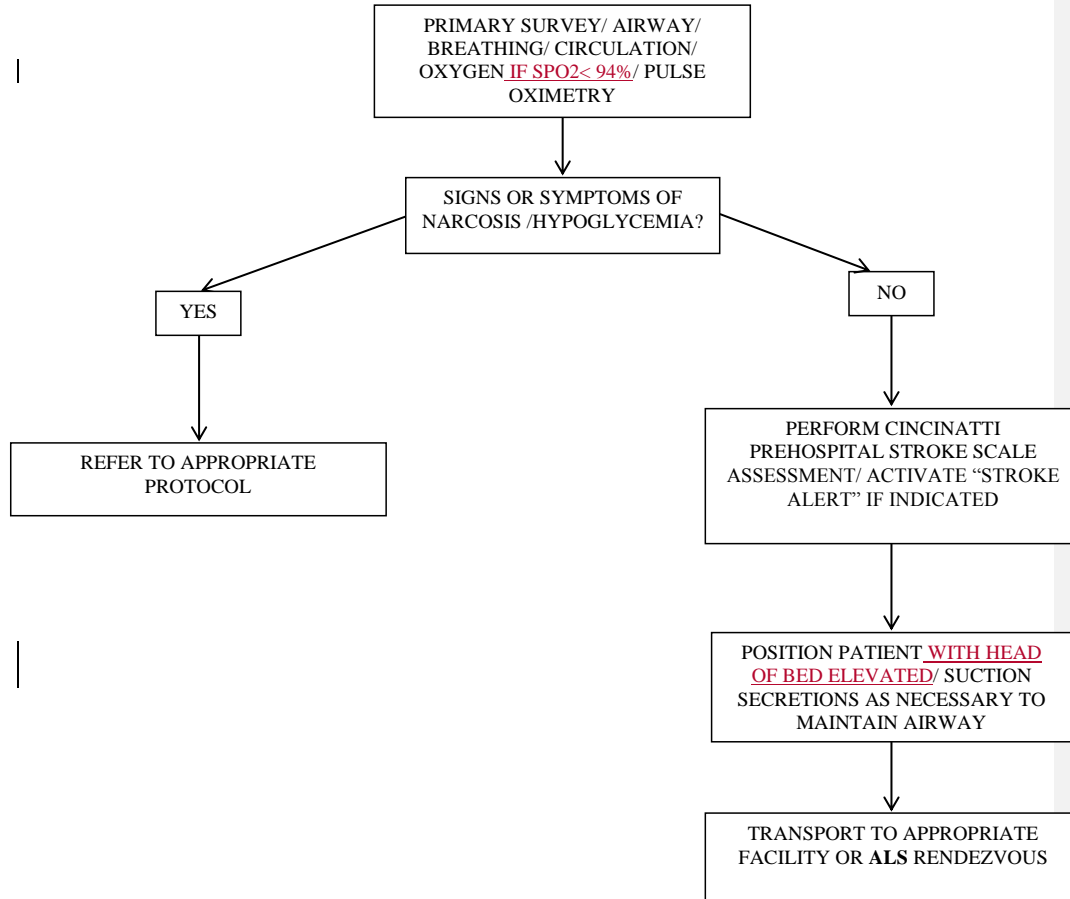 PRIMARY SURVEY/ AIRWAY/
BREATHING/ CIRCULATION/
OXYGEN IF SPO2< 94%/ PULSE
OXIMETRY
SIGNS OR SYMPTOMS OF
NARCOSIS /HYPOGLYCEMIA?
YES
NO
REFER TO APPROPRIATE
PROTOCOL
PERFORM CINCINATTI
PREHOSPITAL STROKE SCALE
ASSESSMENT/ ACTIVATE “STROKE
ALERT” IF INDICATED
POSITION PATIENT WITH HEAD
OF BED ELEVATED/ SUCTION
SECRETIONS AS NECESSARY TO
MAINTAIN AIRWAY
TRANSPORT TO APPROPRIATE
FACILITY OR ALS RENDEZVOUS